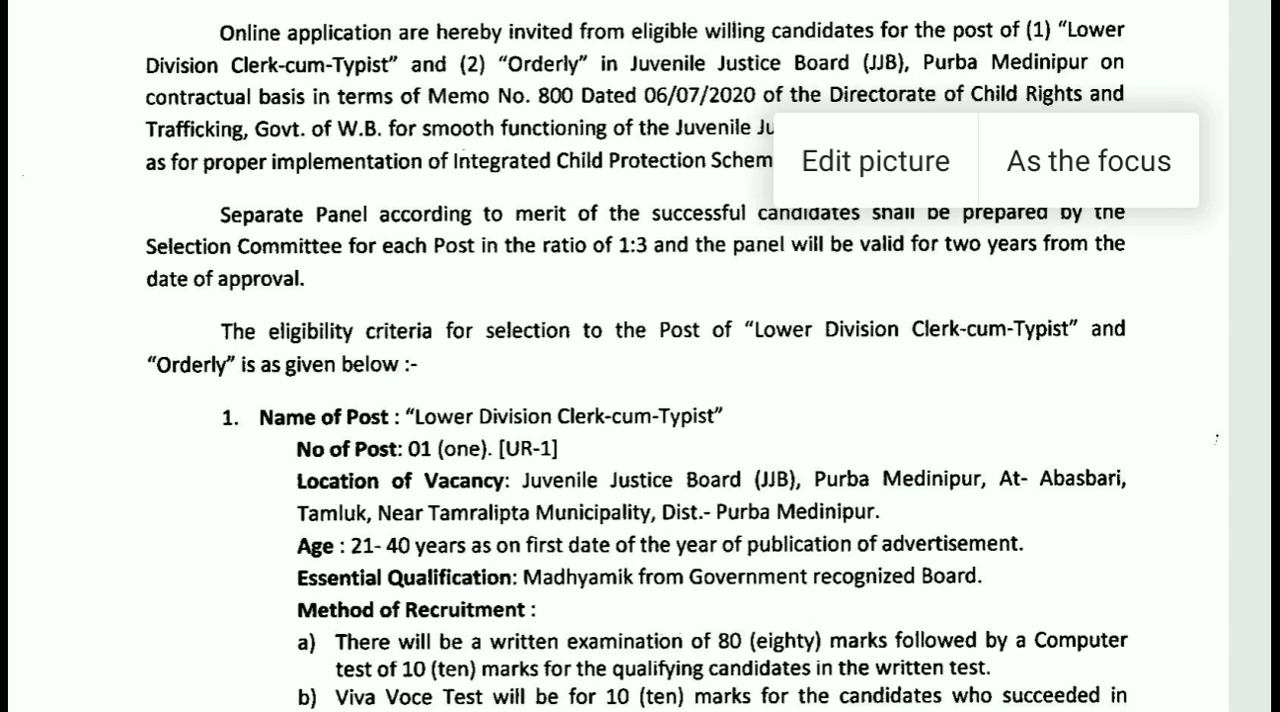 Online application are hereby invited from eligible willing candidates for the post of (1) “Lower
Division Clerk-cum-Typist” and (2) “Orderly” in Juvenile Justice Board (JJB), Purba Medinipur on
contractual basis in terms of Memo No. 800 Dated 06/07/2020 of the Directorate of Child Rights and
Trafficking, Govt. of W.B. for smooth functioning of the Juvenile
as for proper implementation of Integrated Child Protection Schem
Edit picture As the focus
Separate Panel according to merit of the successful candidates shall be prepared by the
Selection Committee for each Post in the ratio of 1:3 and the panel will be valid for two years from the
date of approval.
The eligibility criteria for selection to the Post of “Lower Division Clerk-cum-Typist” and
“Orderly” is as given below :-
1. Name of Post : “Lower Division Clerk-cum-Typist”
No of Post: 01 (one). [UR-1]
Location of Vacancy: Juvenile Justice Board (JJB), Purba Medinipur, At- Abasbari,
Tamluk, Near Tamralipta Municipality, Dist.- Purba Medinipur.
Age : 21- 40 years as on first date of the year of publication of advertisement.
Essential Qualification: Madhyamik from Government recognized Board.
Method of Recruitment :
a) There will be a written examination of 80 (eighty) marks followed by a Computer
test of 10 (ten) marks for the qualifying candidates in the written test.
b) Viva Voce Test will be for 10 (ten) marks for the candidates who succeeded in